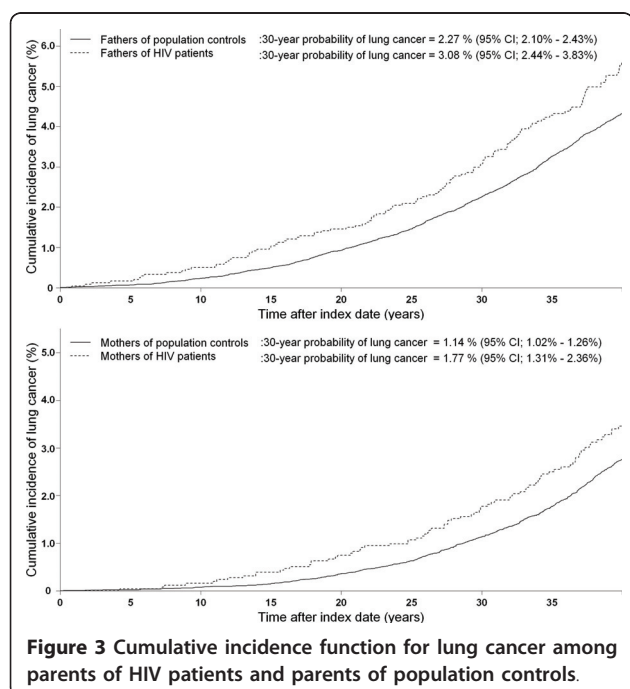 Fathers of population controls :30-year probability of lung cancer = 2.27 % (95% CI; 2.10% - 2.43%)
Fathers of HIV patients :30-year probability of lung cancer = 3.08 % (95% CI; 2.44% - 3.83%)
Cumulative incidence of lung cancer (%)
6.0
5.0
4.0
3.0
2.0
1.0
0.0
0 5 10 15 20 25 30 35
Time after index date (years)
Mothers of population controls :30-year probability of lung cancer = 1.14 % (95% CI; 1.02% - 1.26%)
Mothers of HIV patients :30-year probability of lung cancer = 1.77 % (95% CI; 1.31% - 2.36%)
Cumulative incidence of lung cancer (%)
5.0
4.0
3.0
2.0
1.0
0.0
0 5 10 15 20 25 30 35
Time after index date (years)
Figure 3 Cumulative incidence function for lung cancer among
parents of HIV patients and parents of population controls.